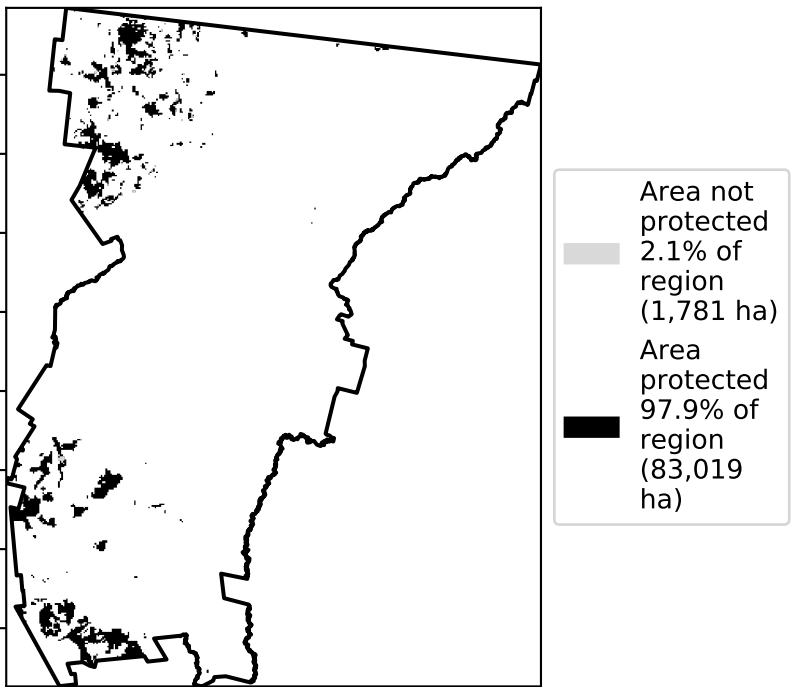 Area not
protected
2.1% of
region
(1,781 ha)
Area
protected
97.9% of
region
(83,019
ha)